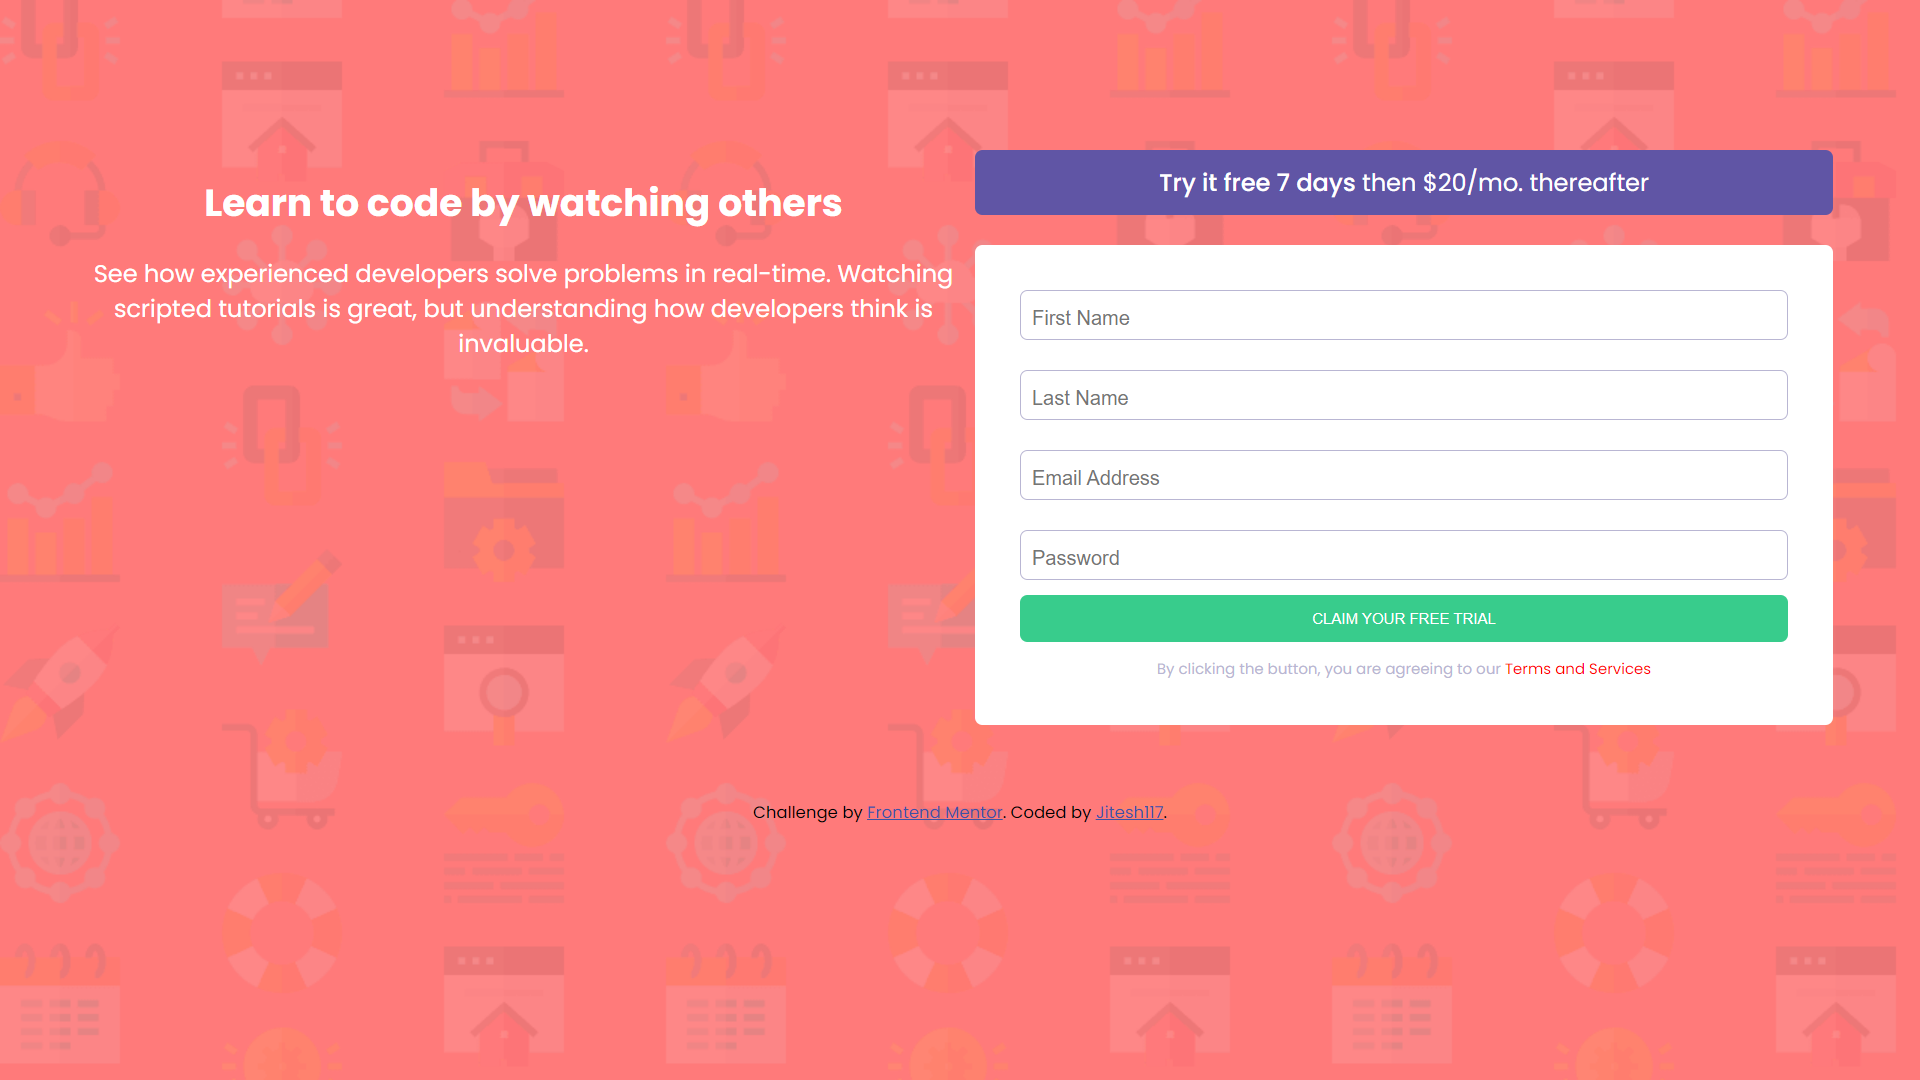 Learn to code by watching others
See how experienced developers solve problems in real-time. Watching
scripted tutorials is great, but understanding how developers think is
invaluable.
Try it free 7 days then $20/mo. thereafter
First Name
Last Name
Email Address
Password
CLAIM YOUR FREE TRIAL
By clicking the button, you are agreeing to our Terms and Services
Challenge by Frontend Mentor. Coded by Jitesh117.